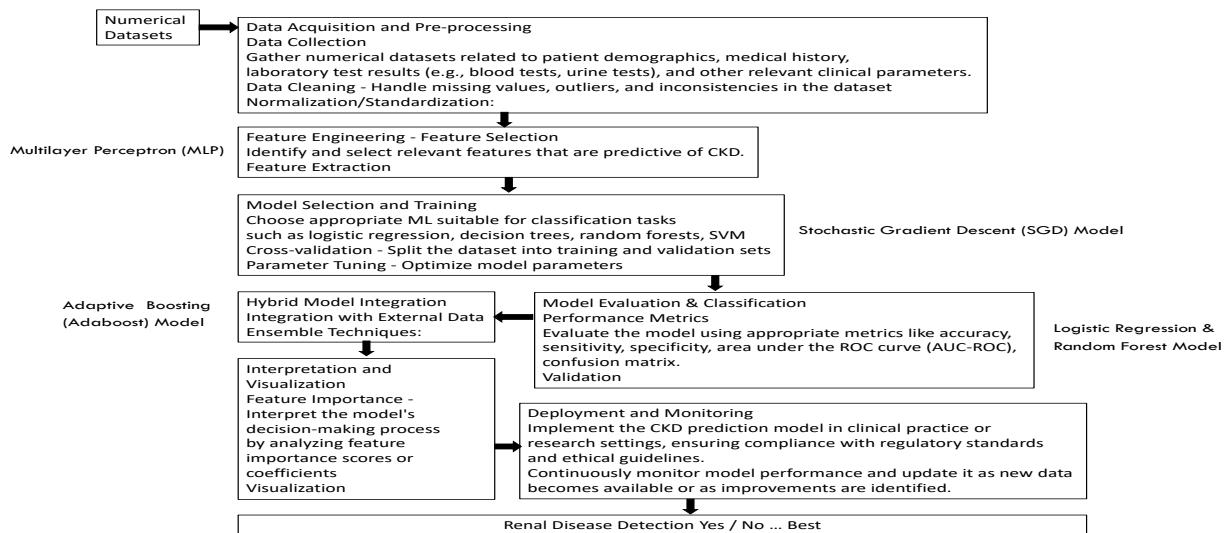 Numerical
Datasets
Data Acquisition and Pre-processing
Data Collection
Gather numerical datasets related to patient demographics, medical history,
laboratory test results (e.g., blood tests, urine tests), and other relevant clinical parameters.
Data Cleaning - Handle missing values, outliers, and inconsistencies in the dataset
Normalization/Standardization:
Multilayer Perceptron (MLP)
Feature Engineering - Feature Selection
Identify and select relevant features that are predictive of CKD.
Feature Extraction
Model Selection and Training
Choose appropriate ML suitable for classification tasks
such as logistic regression, decision trees, random forests, SVM
Cross-validation - Split the dataset into training and validation sets
Parameter Tuning - Optimize model parameters
Stochastic Gradient Descent (SGD) Model
Adaptive Boosting
(Adaboost) Model
Hybrid Model Integration
Integration with External Data
Ensemble Techniques:
Model Evaluation & Classification
Performance Metrics
Evaluate the model using appropriate metrics like accuracy,
sensitivity, specificity, area under the ROC curve (AUC-ROC),
confusion matrix.
Validation
Logistic Regression &
Random Forest Model
Interpretation and
Visualization
Feature Importance -
Interpret the model's
decision-making process
by analyzing feature
importance scores or
coefficients
Visualization
Deployment and Monitoring
Implement the CKD prediction model in clinical practice or
research settings, ensuring compliance with regulatory standards
and ethical guidelines.
Continuously monitor model performance and update it as new data
becomes available or as improvements are identified.
Renal Disease Detection Yes / No ... Best